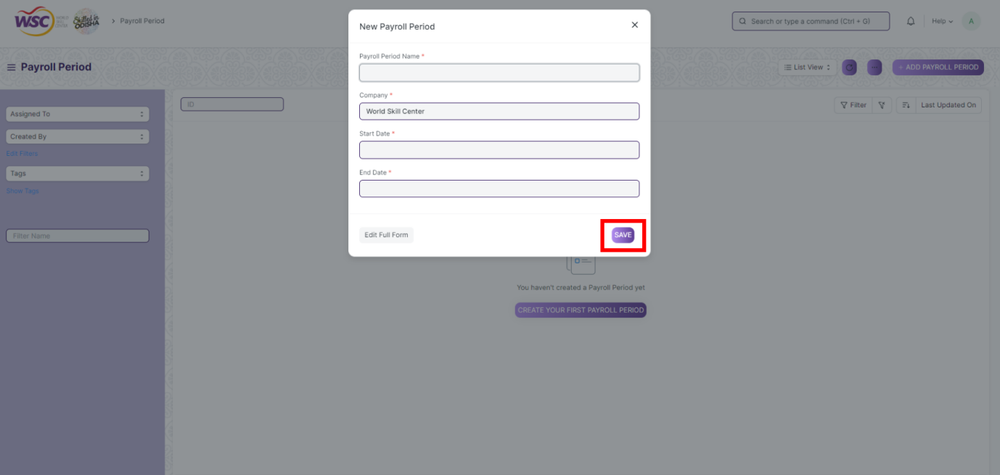 WSC WORLD SKILL CENTER Skilled in ODISHA > Payroll Period
Search or type a command (Ctrl + G)
Help
A
Payroll Period
List View
+ ADD PAYROLL PERIOD
Assigned To
Created By
Edit Filters
Tags
Show Tags
Filter Name
ID
Filter
Last Updated On
New Payroll Period
Payroll Period Name *
Company *
World Skill Center
Start Date *
End Date *
Edit Full Form
SAVE
You haven't created a Payroll Period yet
CREATE YOUR FIRST PAYROLL PERIOD